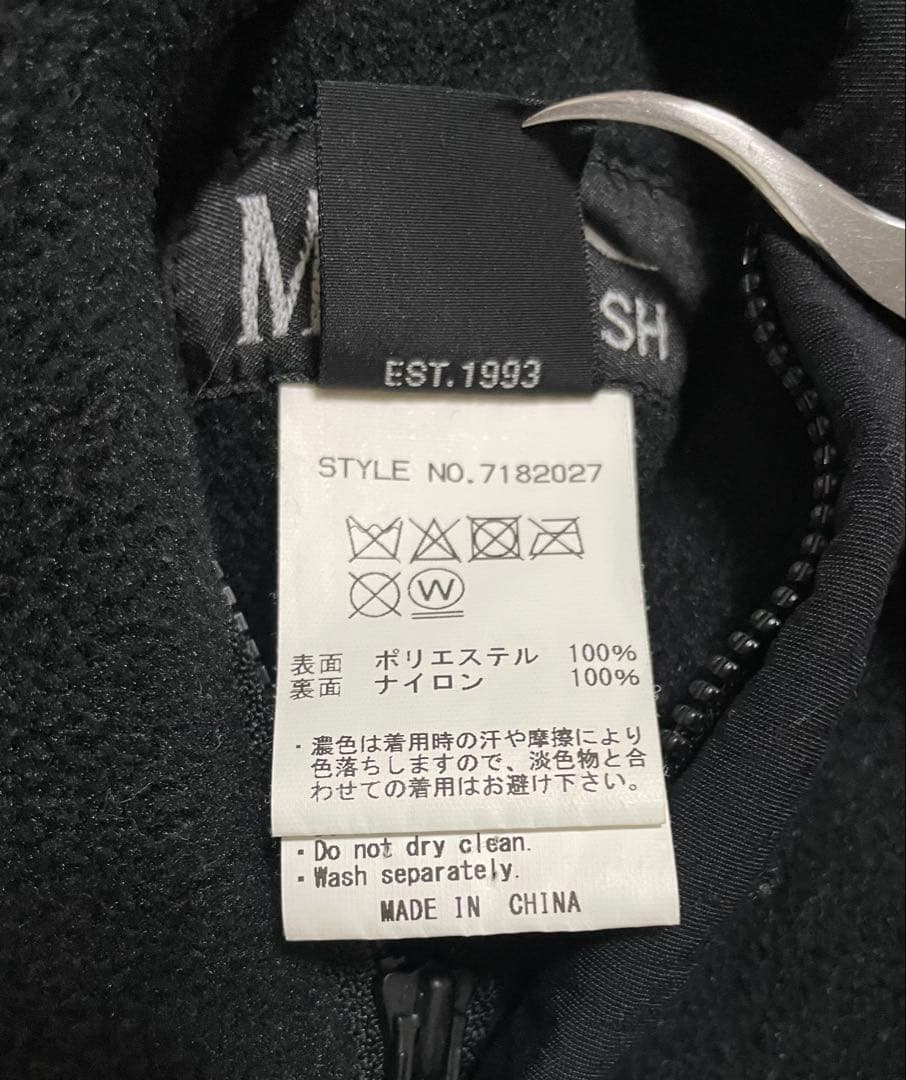 M
SH
EST.1993
STYLE NO.7182027
W
表面 ポリエステル 100%
裏面 ナイロン 100%
・濃色は着用時の汗や摩擦により
色落ちしますので、淡色物と合
わせての着用はお避け下さい。
・Do not dry clean.
・Wash separately.
MADE IN CHINA